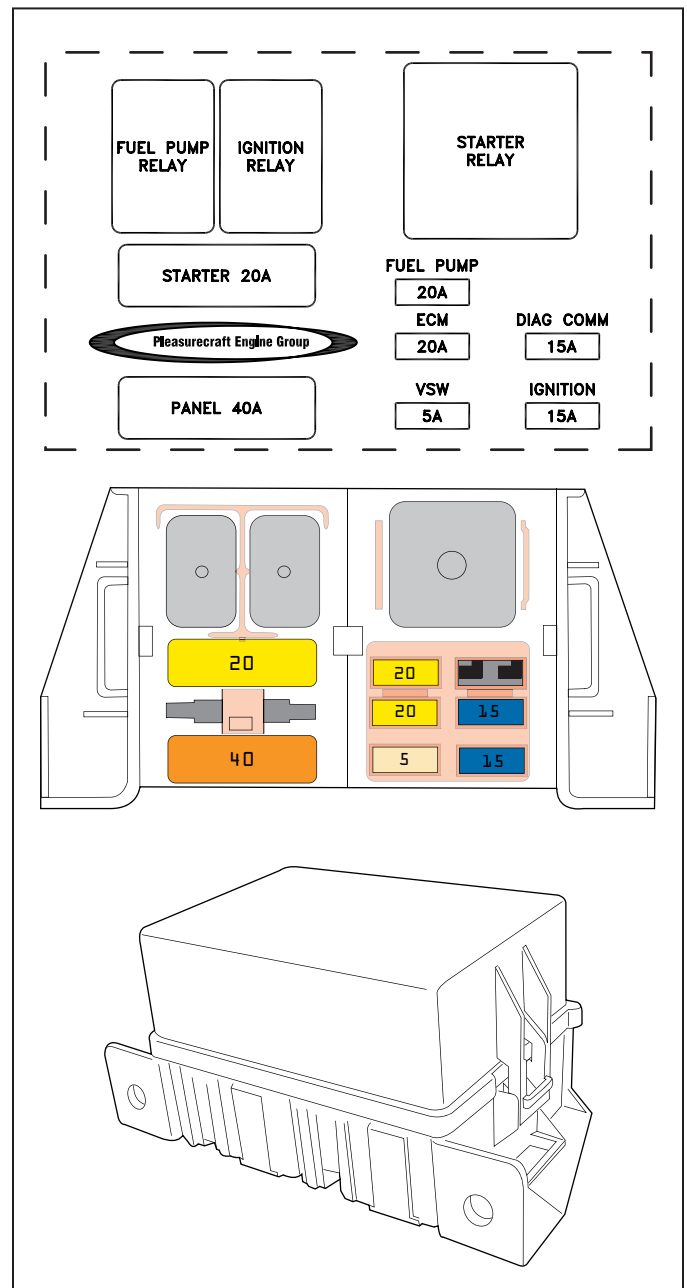 FUEL PUMP
RELAY
IGNITION
RELAY
STARTER
RELAY
STARTER 20A
FUEL PUMP
20A
Pleasurecraft Engine Group
ECM
20A
DIAG COMM
15A
PANEL 40A
VSW
5A
IGNITION
15A
20
20
20
15
40
5
15